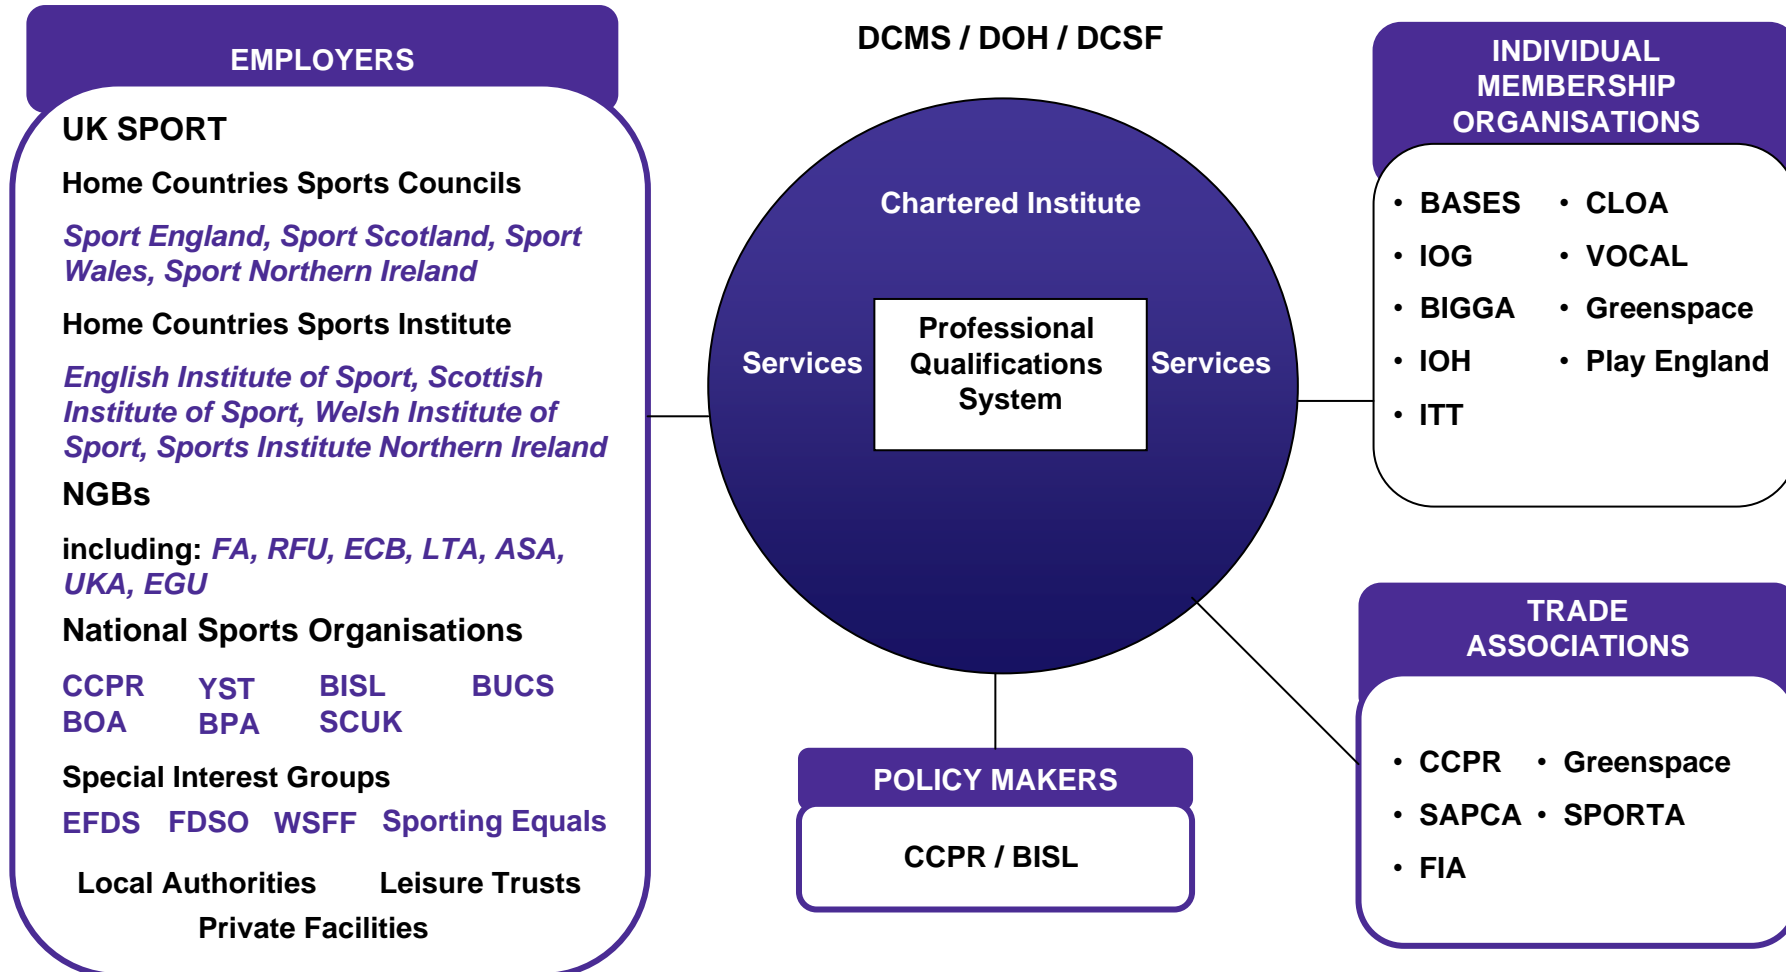 EMPLOYERS
UK SPORT
Home Countries Sports Councils
Sport England, Sport Scotland, Sport
Wales, Sport Northern Ireland
Home Countries Sports Institute
English Institute of Sport, Scottish
Institute of Sport, Welsh Institute of
Sport, Sports Institute Northern Ireland
NGBs
including: FA, RFU, ECB, LTA, ASA,
UKA, EGU
National Sports Organisations
CCPR YST BISL BUCS
BOA BPA SCUK
Special Interest Groups
EFDS FDSO WSFF Sporting Equals
Local Authorities Leisure Trusts
Private Facilities
DCMS / DOH / DCSF
Chartered Institute
Services
Professional
Qualifications
System
Services
POLICY MAKERS
CCPR / BISL
INDIVIDUAL
MEMBERSHIP
ORGANISATIONS
• BASES • CLOA
• IOG • VOCAL
• BIGGA • Greenspace
• IOH • Play England
• ITT
TRADE
ASSOCIATIONS
• CCPR • Greenspace
• SAPCA • SPORTA
• FIA